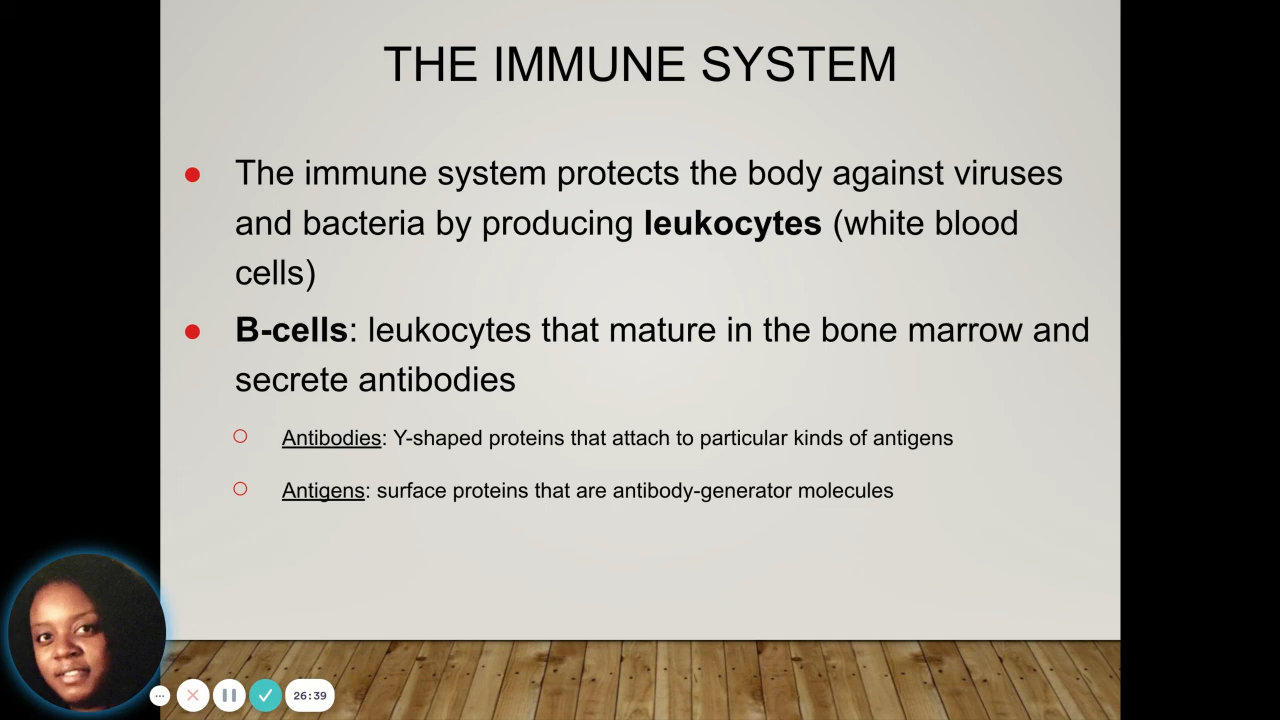 THE IMMUNE SYSTEM
● The immune system protects the body against viruses
and bacteria by producing leukocytes (white blood
cells)
● B-cells: leukocytes that mature in the bone marrow and
secrete antibodies
○ Antibodies: Y-shaped proteins that attach to particular kinds of antigens
○ Antigens: surface proteins that are antibody-generator molecules
26:39